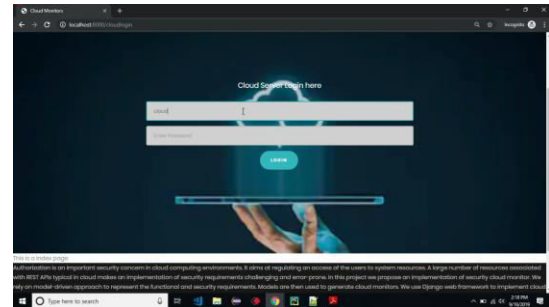 Cloud Monitors
localhost:8000/cloudlogin
Incognito
Cloud Server Login here
cloud
Enter Password
LOGIN
This is a index page
Authorization is an important security concern in cloud computing environments. It aims at regulating an access of the users to system resources. A large number of resources associated
with REST APIs typical in cloud makes an implementation of security requirements challenging and error-prone. In this project we propose an implementation of security cloud monitor. We
rely on model-driven approach to represent the functional and security requirements. Models are then used to generate cloud monitors. We use Django web framework to implement cloud
Type here to search
2:18 PM